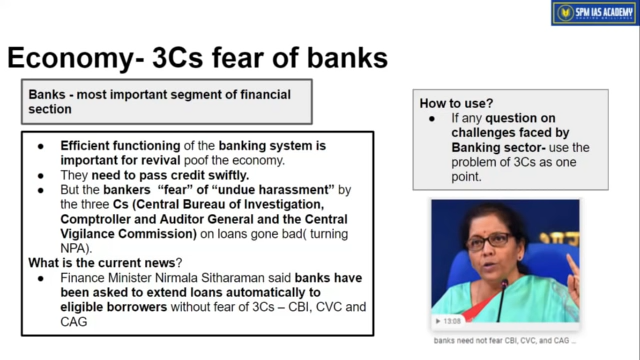 SPM IAS ACADEMY
Economy- 3Cs fear of banks
Banks - most important segment of financial
section
● Efficient functioning of the banking system is
important for revival poof the economy.
● They need to pass credit swiftly.
● But the bankers “fear” of “undue harassment” by
the three Cs (Central Bureau of Investigation,
Comptroller and Auditor General and the Central
Vigilance Commission) on loans gone bad( turning
NPA).
What is the current news?
● Finance Minister Nirmala Sitharaman said banks have
been asked to extend loans automatically to
eligible borrowers without fear of 3Cs – CBI, CVC and
CAG
How to use?
● If any question on
challenges faced by
Banking sector- use the
problem of 3Cs as one
point.
13:08
banks need not fear CBI, CVC, and CAG ...